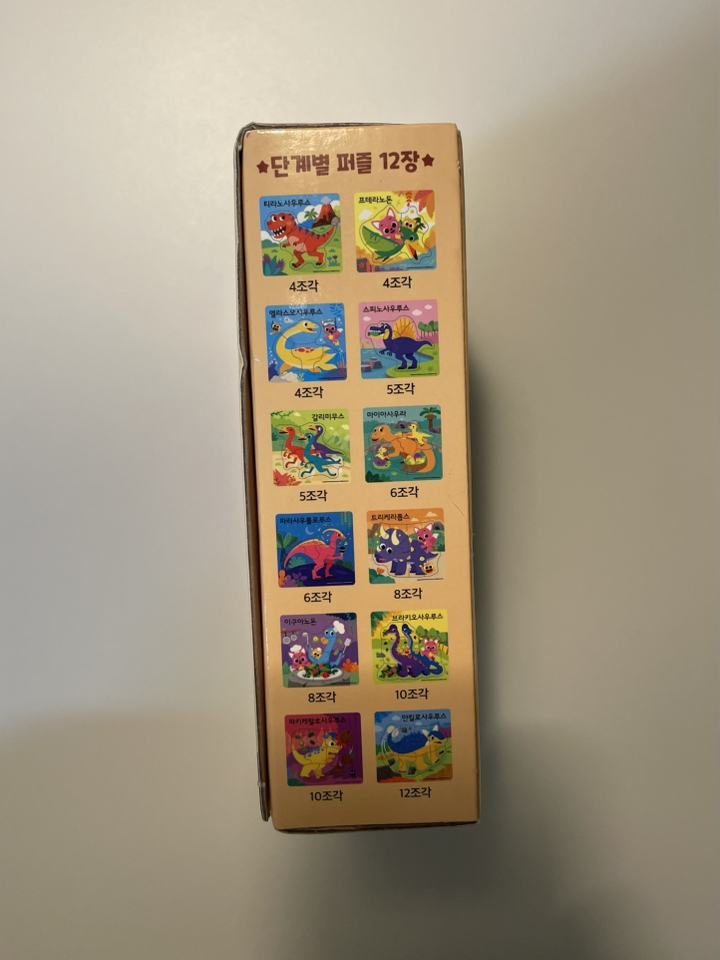 ★단계별 퍼즐 12장★
티라노사우루스
프테라노돈
4조각
4조각
엘라스모사우루스
스피노사우루스
4조각
5조각
갈리미무스
마이아사우라
5조각
6조각
파라사우롤로푸스
트리케라톱스
6조각
8조각
이구아노돈
브라키오사우루스
8조각
10조각
파키케팔로사우루스
안킬로사우루스
10조각
12조각